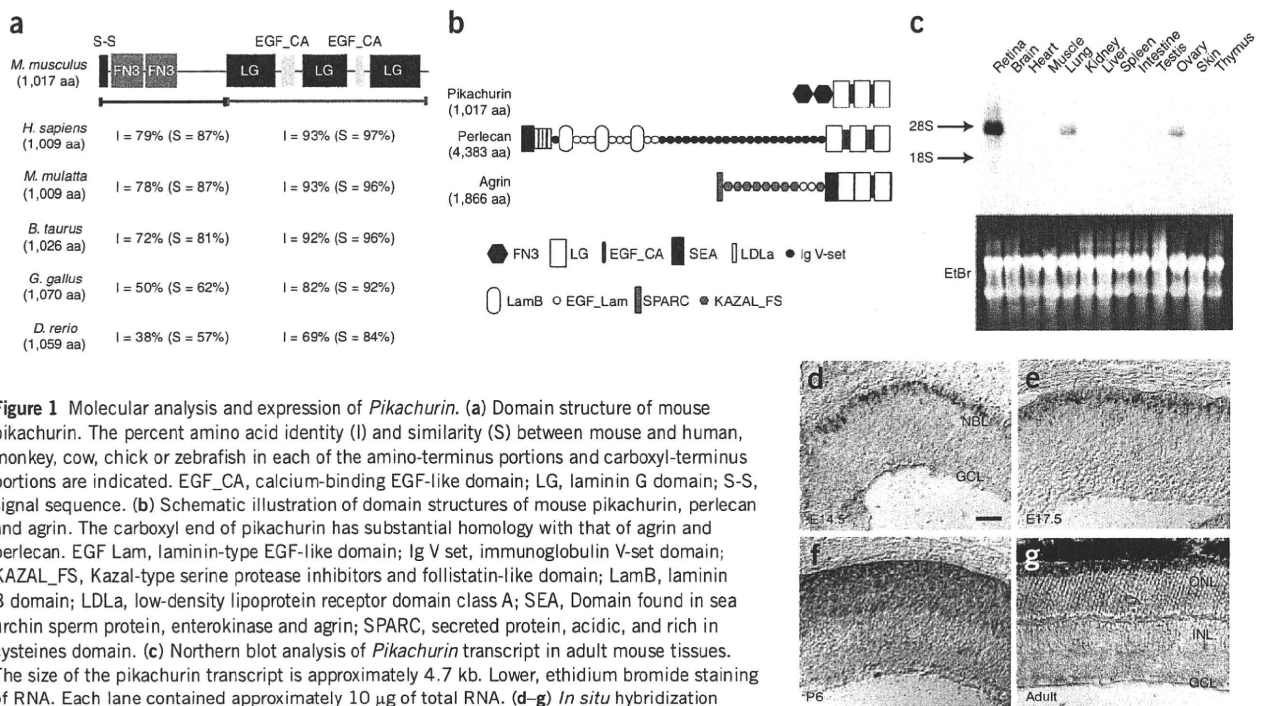 a
S-S
EGF_CA
EGF_CA
M. musculus
(1,017 aa)
FN3
FN3
LG
LG
LG
H. sapiens
(1,009 aa)
I = 79% (S = 87%)
I = 93% (S = 97%)
M. mulatta
(1,009 aa)
I = 78% (S = 87%)
I = 93% (S = 96%)
B. taurus
(1,026 aa)
I = 72% (S = 81%)
I = 92% (S = 96%)
G. gallus
(1,070 aa)
I = 50% (S = 62%)
I = 82% (S = 92%)
D. rerio
(1,059 aa)
I = 38% (S = 57%)
I = 69% (S = 84%)
b
Pikachurin
(1,017 aa)
Perlecan
(4,383 aa)
Agrin
(1,866 aa)
FN3
LG
EGF_CA
SEA
LDLa
Ig V-set
LamB
EGF_Lam
SPARC
KAZAL_FS
c
Retina
Brain
Heart
Muscle
Lung
Kidney
Liver
Spleen
Intestine
Testis
Ovary
Skin
Thymus
28S
18S
EtBr
d
NBL
GCL
E14.5
e
E17.5
f
P6
g
ONL
INL
GCL
Adult
Figure 1 Molecular analysis and expression of Pikachurin. (a) Domain structure of mouse
pikachurin. The percent amino acid identity (I) and similarity (S) between mouse and human,
monkey, cow, chick or zebrafish in each of the amino-terminus portions and carboxyl-terminus
portions are indicated. EGF_CA, calcium-binding EGF-like domain; LG, laminin G domain; S-S,
signal sequence. (b) Schematic illustration of domain structures of mouse pikachurin, perlecan
and agrin. The carboxyl end of pikachurin has substantial homology with that of agrin and
perlecan. EGF Lam, laminin-type EGF-like domain; Ig V set, immunoglobulin V-set domain;
KAZAL_FS, Kazal-type serine protease inhibitors and follistatin-like domain; LamB, laminin
B domain; LDLa, low-density lipoprotein receptor domain class A; SEA, Domain found in sea
urchin sperm protein, enterokinase and agrin; SPARC, secreted protein, acidic, and rich in
cysteines domain. (c) Northern blot analysis of Pikachurin transcript in adult mouse tissues.
The size of the pikachurin transcript is approximately 4.7 kb. Lower, ethidium bromide staining
of RNA. Each lane contained approximately 10 µg of total RNA. (d–g) In situ hybridization